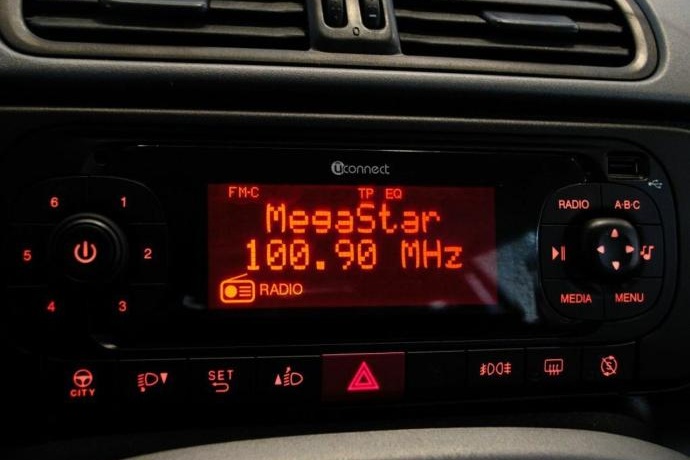 Uconnect
FM-C TP EQ
MegaStar
100.90 MHz
RADIO
6 1
5 2
4 3
RADIO A·B·C
MEDIA MENU
0
CITY
SET